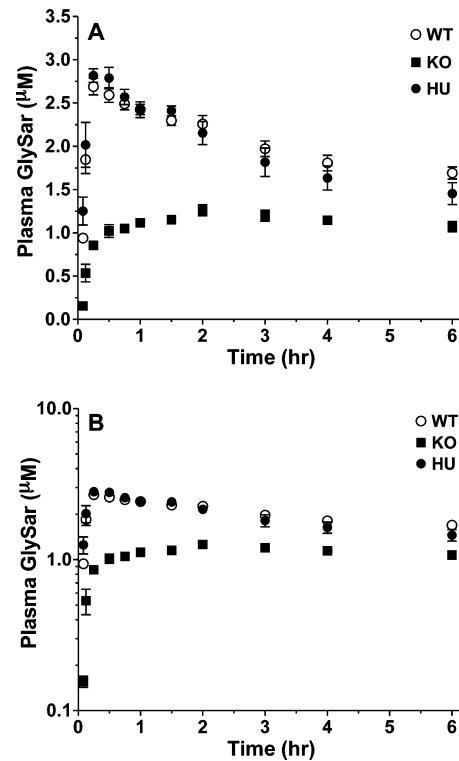 A
WT
KO
HU
Plasma GlySar (µM)
3.5
3.0
2.5
2.0
1.5
1.0
0.5
0.0
0 1 2 3 4 5 6
Time (hr)
B
WT
KO
HU
Plasma GlySar (µM)
10.0
1.0
0.1
0 1 2 3 4 5 6
Time (hr)